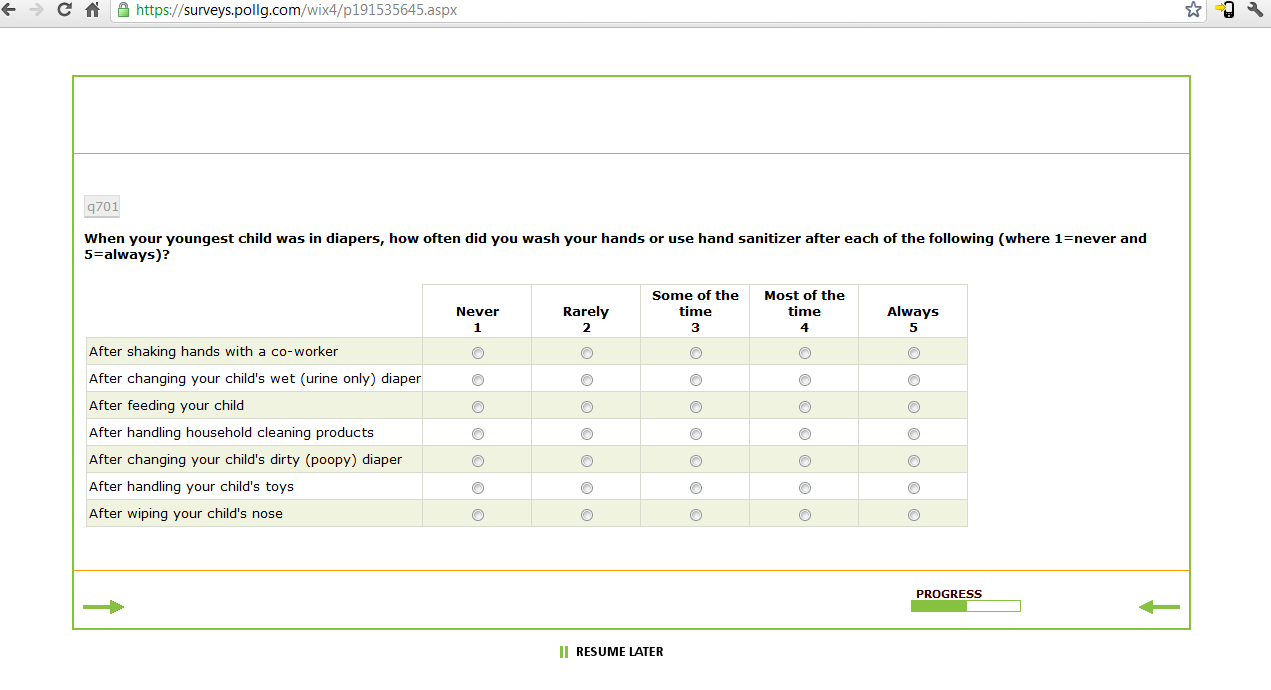 https://surveys.pollg.com/wix4/p191535645.aspx
q701
When your youngest child was in diapers, how often did you wash your hands or use hand sanitizer after each of the following (where 1=never and
5=always)?
Never
1
Rarely
2
Some of the
time
3
Most of the
time
4
Always
5
After shaking hands with a co-worker
After changing your child's wet (urine only) diaper
After feeding your child
After handling household cleaning products
After changing your child's dirty (poopy) diaper
After handling your child's toys
After wiping your child's nose
PROGRESS
RESUME LATER